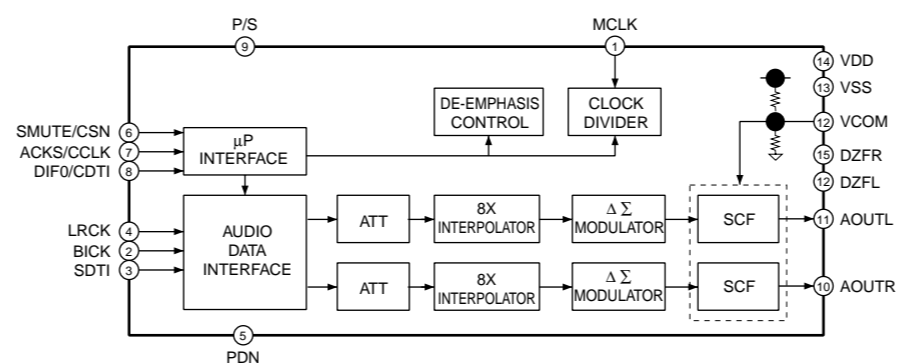 P/S
9
MCLK
1
14 VDD
13 VSS
12 VCOM
15 DZFR
12 DZFL
11 AOUTL
10 AOUTR
SMUTE/CSN 6
ACKS/CCLK 7
DIF0/CDTI 8
μP
INTERFACE
DE-EMPHASIS
CONTROL
CLOCK
DIVIDER
LRCK 4
BICK 2
SDTI 3
AUDIO
DATA
INTERFACE
ATT
8X
INTERPOLATOR
Δ Σ
MODULATOR
SCF
ATT
8X
INTERPOLATOR
Δ Σ
MODULATOR
SCF
5
PDN